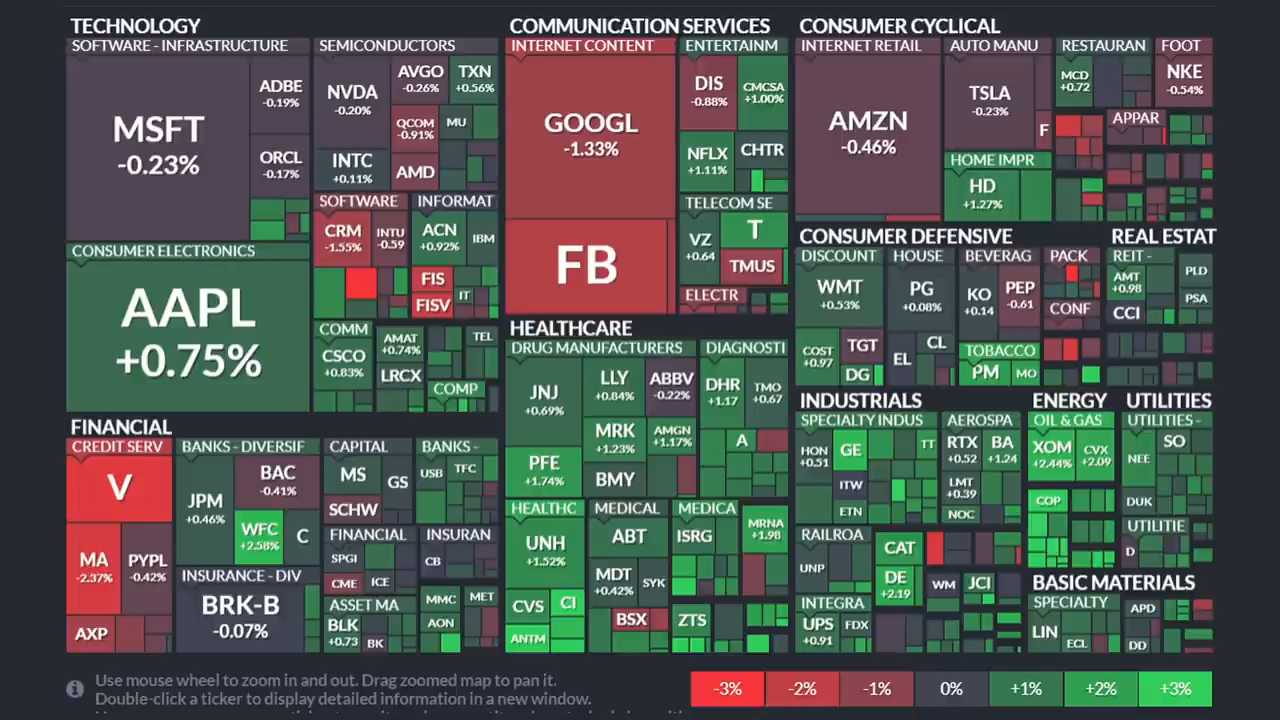 TECHNOLOGY
SOFTWARE - INFRASTRUCTURE
MSFT
-0.23%
ADBE
-0.19%
ORCL
-0.17%
SEMICONDUCTORS
NVDA
-0.20%
AVGO
-0.26%
TXN
+0.56%
QCOM
-0.91%
MU
INTC
+0.11%
AMD
SOFTWARE
CRM
-1.55%
INTU
-0.59
INFORMAT
ACN
+0.92%
IBM
FIS
FISV
IT
CONSUMER ELECTRONICS
AAPL
+0.75%
COMM
CSCO
+0.83%
AMAT
+0.74%
LRCX
TEL
COMP
COMMUNICATION SERVICES
INTERNET CONTENT
GOOGL
-1.33%
FB
ENTERTAINM
DIS
-0.88%
CMCSA
+1.00%
NFLX
+1.11%
CHTR
TELECOM SE
VZ
+0.64
T
TMUS
ELECTR
CONSUMER CYCLICAL
INTERNET RETAIL
AMZN
-0.46%
AUTO MANU
TSLA
-0.23%
F
RESTAURAN
MCD
+0.72
FOOT
NKE
-0.54%
APPAR
HOME IMPR
HD
+1.27%
FINANCIAL
CREDIT SERV
V
MA
-2.37%
PYPL
-0.42%
AXP
BANKS - DIVERSIF
JPM
+0.46%
BAC
-0.41%
WFC
+2.58%
C
INSURANCE - DIV
BRK-B
-0.07%
CAPITAL
MS
GS
SCHW
BANKS -
USB
TFC
FINANCIAL
SPGI
CME
ICE
INSURAN
CB
ASSET MA
BLK
+0.73
BK
MMC
MET
AON
HEALTHCARE
DRUG MANUFACTURERS
JNJ
+0.69%
LLY
+0.84%
ABBV
-0.22%
MRK
+1.23%
AMGN
+1.17%
PFE
+1.74%
BMY
DIAGNOSTI
DHR
+1.17
TMO
+0.67
A
HEALTHC
UNH
+1.52%
CVS
CI
ANTM
MEDICAL
ABT
MDT
+0.42%
SYK
BSX
MEDICA
ISRG
MRNA
+1.98
ZTS
CONSUMER DEFENSIVE
DISCOUNT
WMT
+0.53%
COST
+0.97
TGT
DG
HOUSE
PG
+0.08%
EL
CL
BEVERAG
KO
+0.14
PEP
-0.61
PACK
CONF
TOBACCO
PM
MO
REAL ESTAT
REIT -
AMT
+0.98
PLD
PSA
CCI
INDUSTRIALS
SPECIALTY INDUS
HON
+0.51
GE
TT
ITW
ETN
AEROSPA
RTX
+0.52
BA
+1.24
LMT
+0.39
NOC
RAILROA
UNP
CAT
DE
+2.19
WM
JCI
INTEGRA
UPS
+0.91
FDX
ENERGY
OIL & GAS
XOM
+2.44%
CVX
+2.09
COP
UTILITIES
UTILITIES -
NEE
SO
DUK
UTILITIE
D
BASIC MATERIALS
SPECIALTY
LIN
ECL
APD
DD
Use mouse wheel to zoom in and out. Drag zoomed map to pan it.
Double-click a ticker to display detailed information in a new window.
-3% -2% -1% 0% +1% +2% +3%